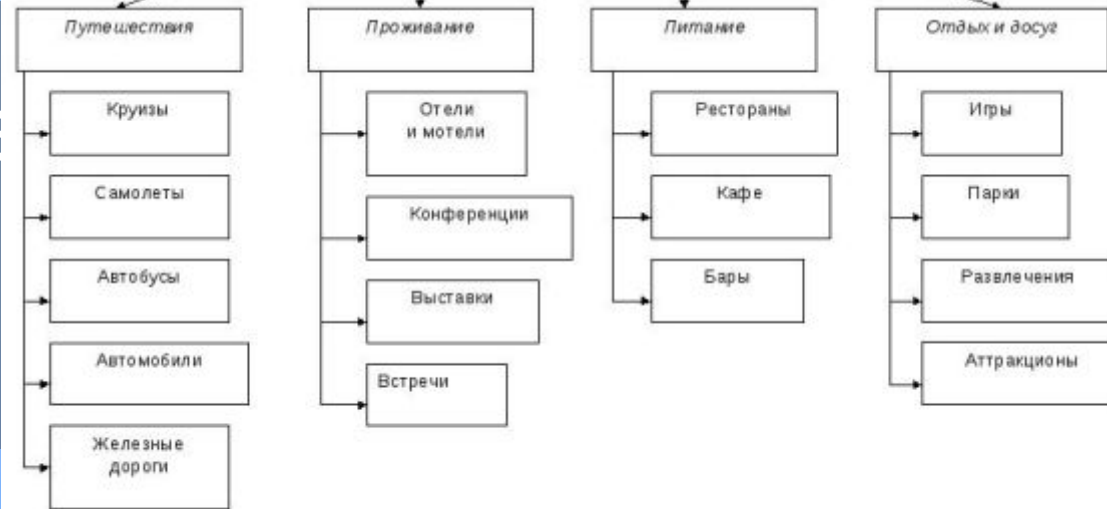 Путешествия
Круизы
Самолеты
Автобусы
Автомобили
Железные
дороги
Проживание
Отели
и мотели
Конференции
Выставки
Встречи
Питание
Рестораны
Кафе
Бары
Отдых и досуг
Игры
Парки
Развлечения
Аттракционы